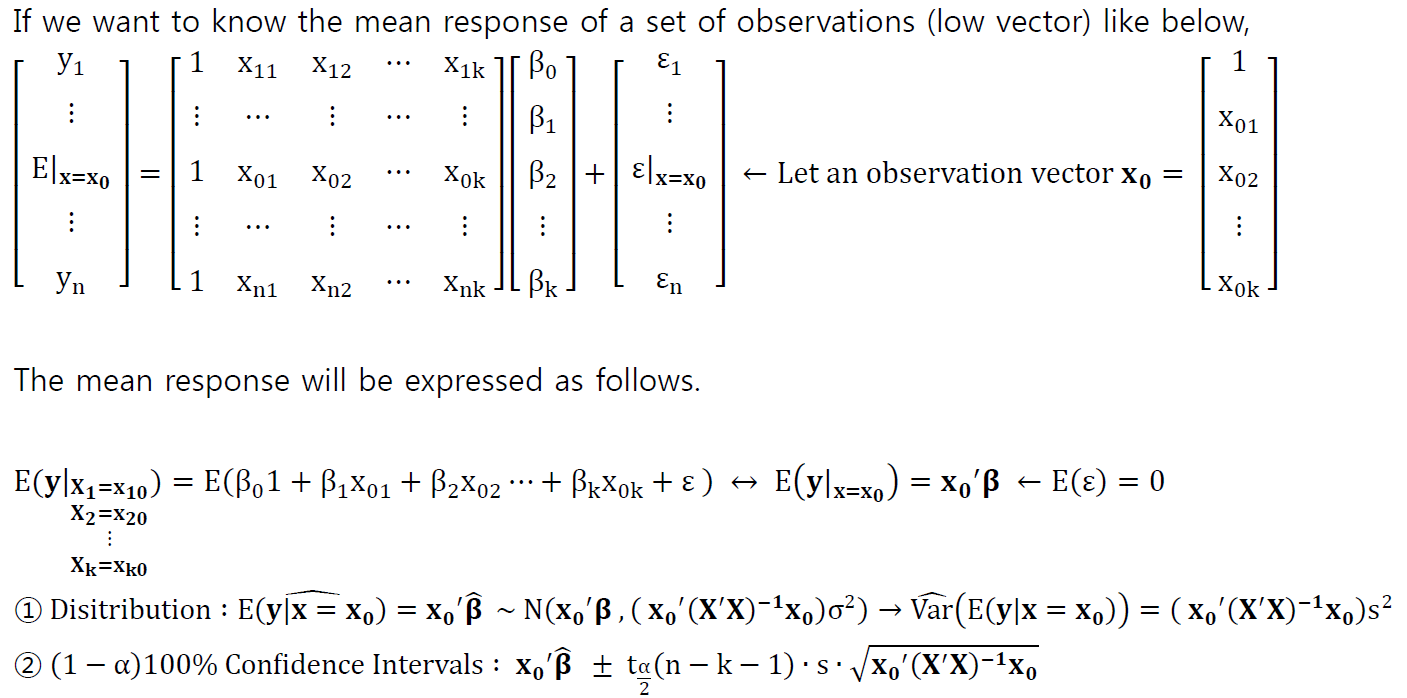 If we want to know the mean response of a set of observations (low vector) like below,
[y₁ ⋮ E|ₓ₌ₓ₀ ⋮ yₙ] = [1 x₁₁ x₁₂ ⋯ x₁ₖ; ⋮ ⋯ ⋮ ⋯ ⋮; 1 x₀₁ x₀₂ ⋯ x₀ₖ; ⋮ ⋯ ⋮ ⋯ ⋮; 1 xₙ₁ xₙ₂ ⋯ xₙₖ] [β₀ β₁ β₂ ⋮ βₖ] + [ε₁ ⋮ ε|ₓ₌ₓ₀ ⋮ εₙ] ← Let an observation vector x₀ = [1 x₀₁ x₀₂ ⋮ x₀ₖ]
The mean response will be expressed as follows.
E(y|x₁=x₁₀) = E(β₀1 + β₁x₀₁ + β₂x₀₂ ⋯ + βₖx₀ₖ + ε ) ↔ E(y|ₓ₌ₓ₀) = x₀′β ← E(ε) = 0
x₂=x₂₀
⋮
xₖ=xₖ₀
① Disitribution : E(y|x͡ = x₀) = x₀′β̂ ~ N(x₀′β , ( x₀′(X′X)⁻¹x₀)σ²) → V̂ar(E(y|x = x₀)) = ( x₀′(X′X)⁻¹x₀)s²
② (1 − α)100% Confidence Intervals : x₀′β̂ ± t_(α/2)(n − k − 1) · s · √(x₀′(X′X)⁻¹x₀)